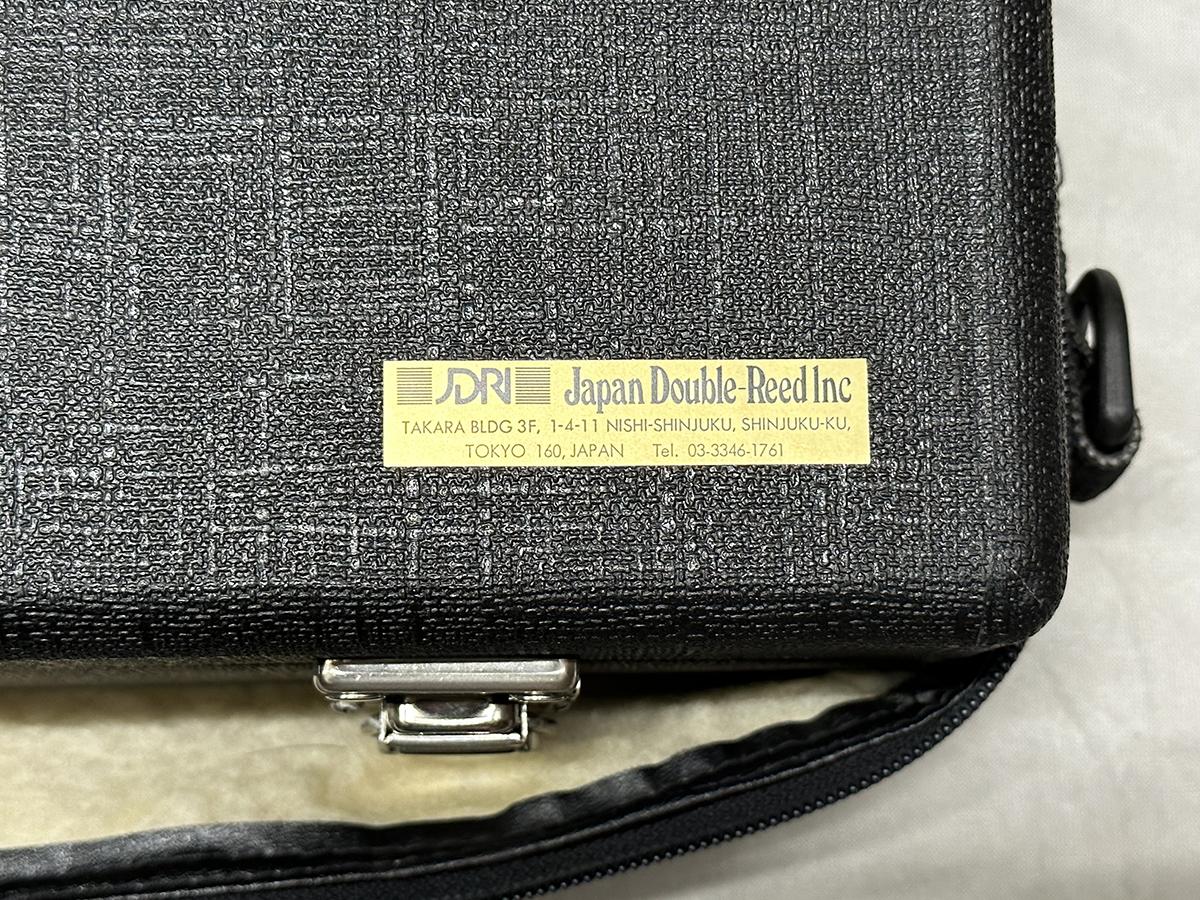 JDRI Japan Double-Reed Inc
TAKARA BLDG 3F, 1-4-11 NISHI-SHINJUKU, SHINJUKU-KU,
TOKYO 160, JAPAN Tel. 03-3346-1761